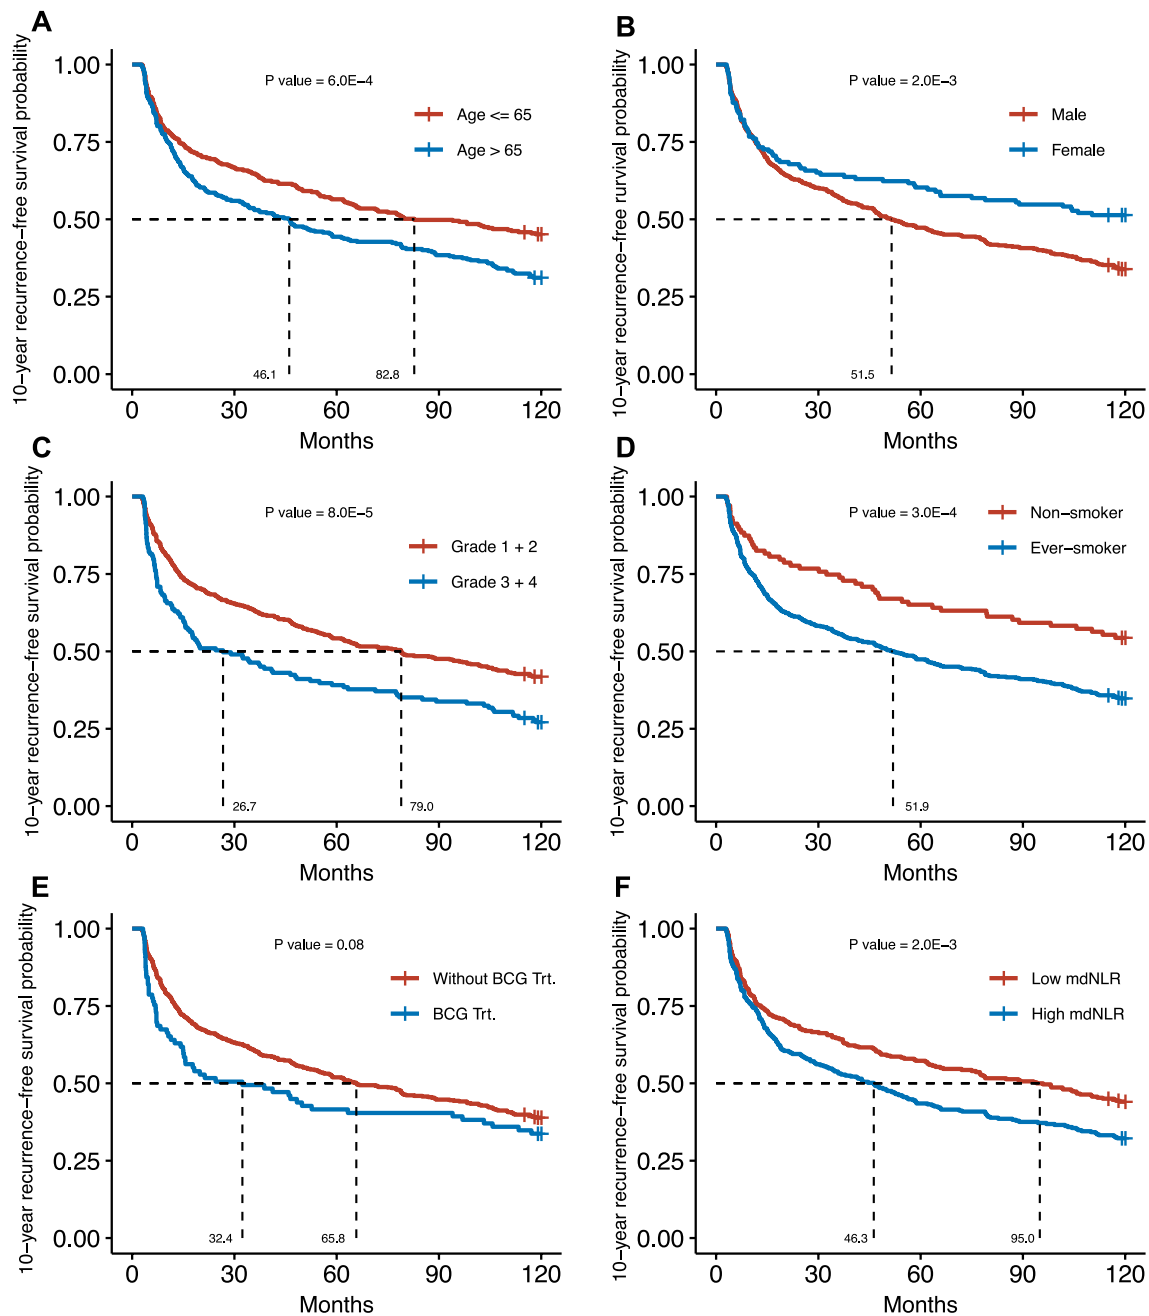 A
10−year recurrence−free survival probability
1.00
0.75
0.50
0.25
0.00
P value = 6.0E−4
Age <= 65
Age > 65
46.1
82.8
0 30 60 90 120
Months
B
10−year recurrence−free rurvival probability
1.00
0.75
0.50
0.25
0.00
P value = 2.0E−3
Male
Female
51.5
0 30 60 90 120
Months
C
10−year recurrence−free survival probability
1.00
0.75
0.50
0.25
0.00
P value = 8.0E−5
Grade 1 + 2
Grade 3 + 4
26.7
79.0
0 30 60 90 120
Months
D
10−year recurrence−free survival probability
1.00
0.75
0.50
0.25
0.00
P value = 3.0E−4
Non−smoker
Ever−smoker
51.9
0 30 60 90 120
Months
E
10−year recurrence−free survival probability
1.00
0.75
0.50
0.25
0.00
P value = 0.08
Without BCG Trt.
BCG Trt.
32.4
65.8
0 30 60 90 120
Months
F
10−year recurrence−free survival probability
1.00
0.75
0.50
0.25
0.00
P value = 2.0E−3
Low mdNLR
High mdNLR
46.3
95.0
0 30 60 90 120
Months